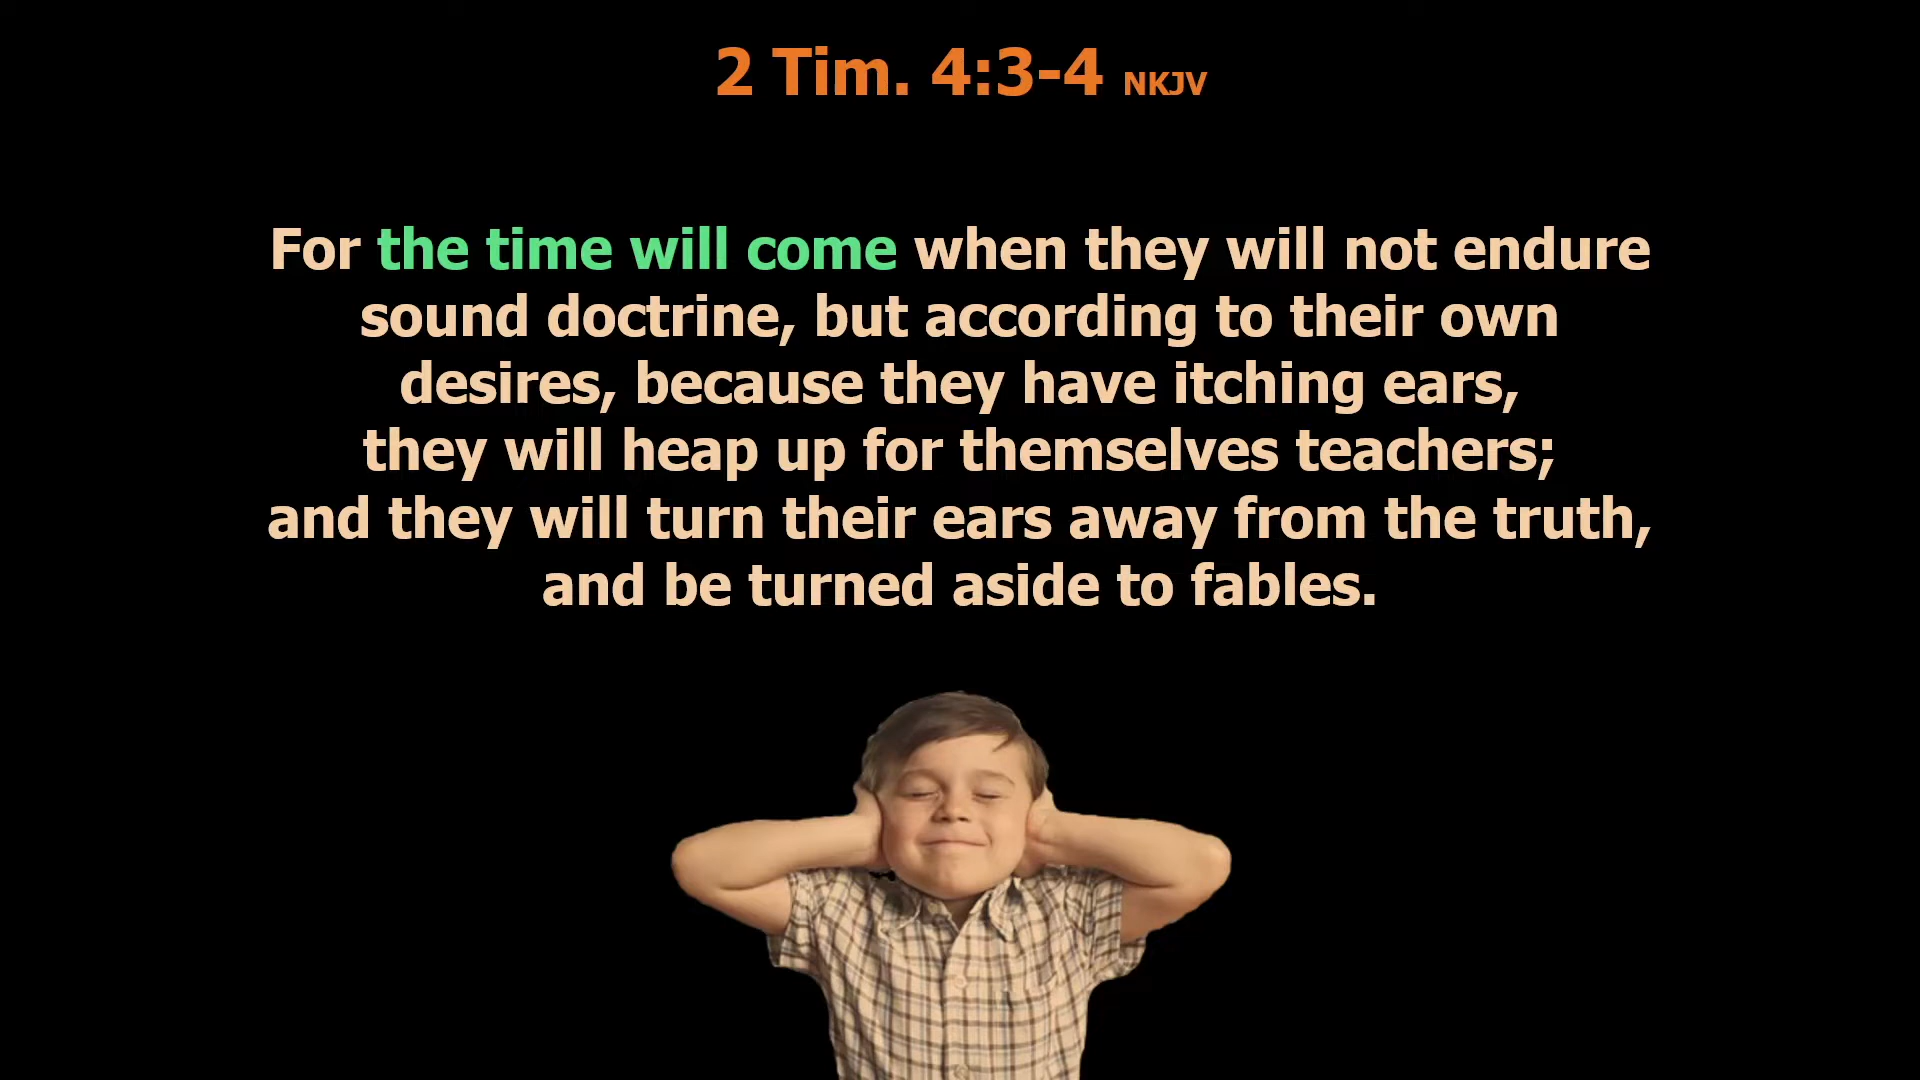 2 Tim. 4:3-4 NKJV
For the time will come when they will not endure
sound doctrine, but according to their own
desires, because they have itching ears,
they will heap up for themselves teachers;
and they will turn their ears away from the truth,
and be turned aside to fables.